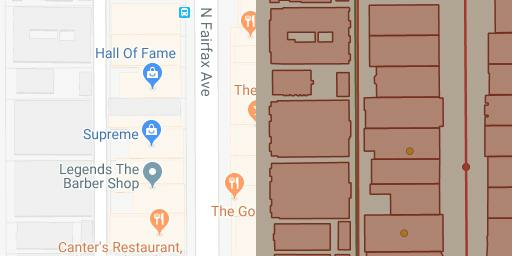 N Fairfax Ave
Hall Of Fame
The
Supreme
Legends The
Barber Shop
The Go
Canter's Restaurant,